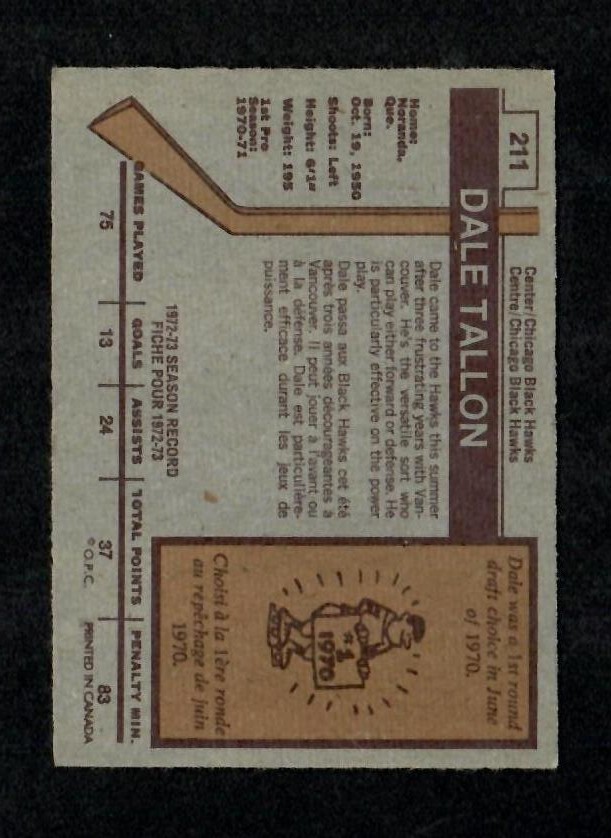 211
DALE TALLON
Center/Chicago Black Hawks
Centre/Chicago Black Hawks
Home:
Noranda,
Que.
Born:
Oct. 19, 1950
Shoots: Left
Height: 6'1"
Weight: 195
1st Pro
Season:
1970-71
Dale came to the Hawks this summer
after three frustrating years with Van-
couver. He's the versatile sort who
can play either forward or defense. He
is particularly effective on the power
play.
Dale passa aux Black Hawks cet été
après trois années décourageantes à
Vancouver. Il peut jouer à l'avant ou
à la défense. Dale est particulière-
ment efficace durant les jeux de
puissance.
Dale was a 1st round
draft choice in June
of 1970.
#1
1970
Choisi à la 1ère ronde
au repêchage de juin
1970.
1972-73 SEASON RECORD
FICHE POUR 1972-73
GAMES PLAYED GOALS ASSISTS TOTAL POINTS PENALTY MIN.
75 13 24 37 83
© O.P.C. PRINTED IN CANADA